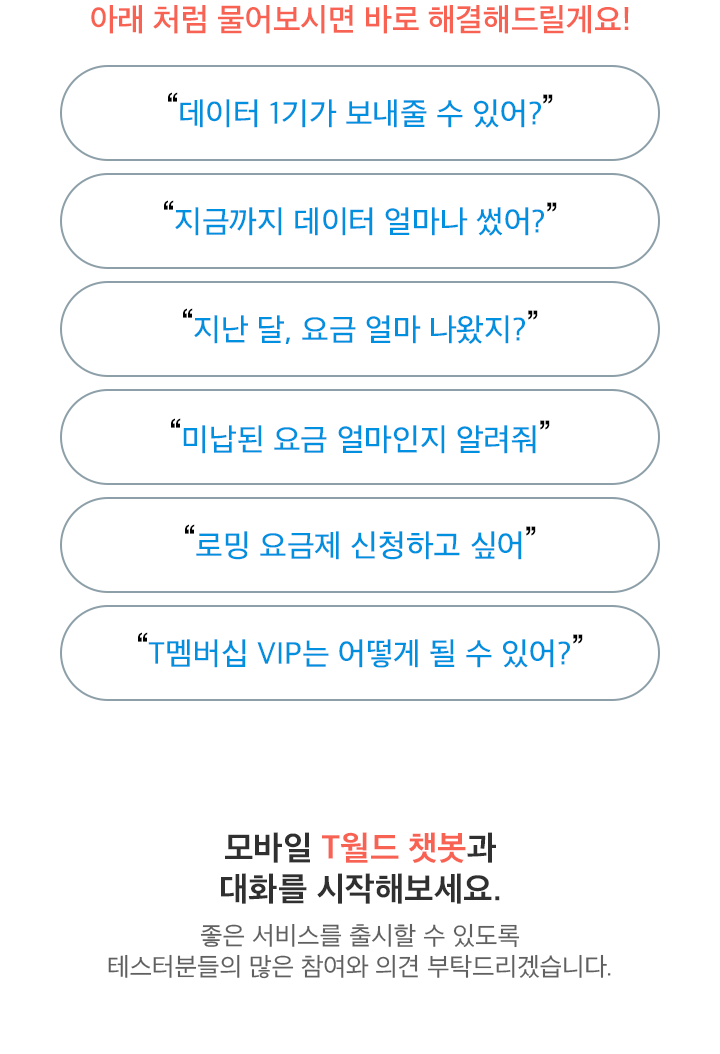 아래 처럼 물어보시면 바로 해결해드릴게요!
“데이터 1기가 보내줄 수 있어?”
“지금까지 데이터 얼마나 썼어?”
“지난 달, 요금 얼마 나왔지?”
“미납된 요금 얼마인지 알려줘”
“로밍 요금제 신청하고 싶어”
“T멤버십 VIP는 어떻게 될 수 있어?”
모바일 T월드 챗봇과
대화를 시작해보세요.
좋은 서비스를 출시할 수 있도록
테스터분들의 많은 참여와 의견 부탁드리겠습니다.